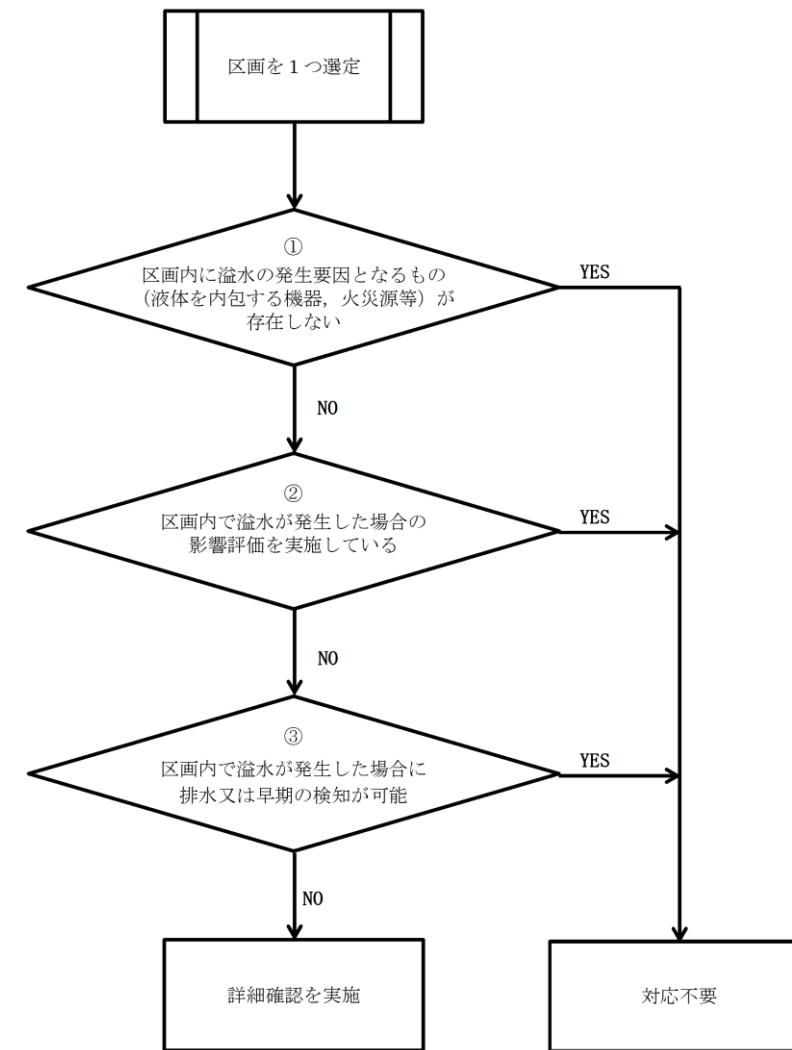 区画を１つ選定
①
区画内に溢水の発生要因となるもの
（液体を内包する機器，火災源等）が
存在しない
YES
NO
②
区画内で溢水が発生した場合の
影響評価を実施している
YES
NO
③
区画内で溢水が発生した場合に
排水又は早期の検知が可能
YES
NO
詳細確認を実施
対応不要